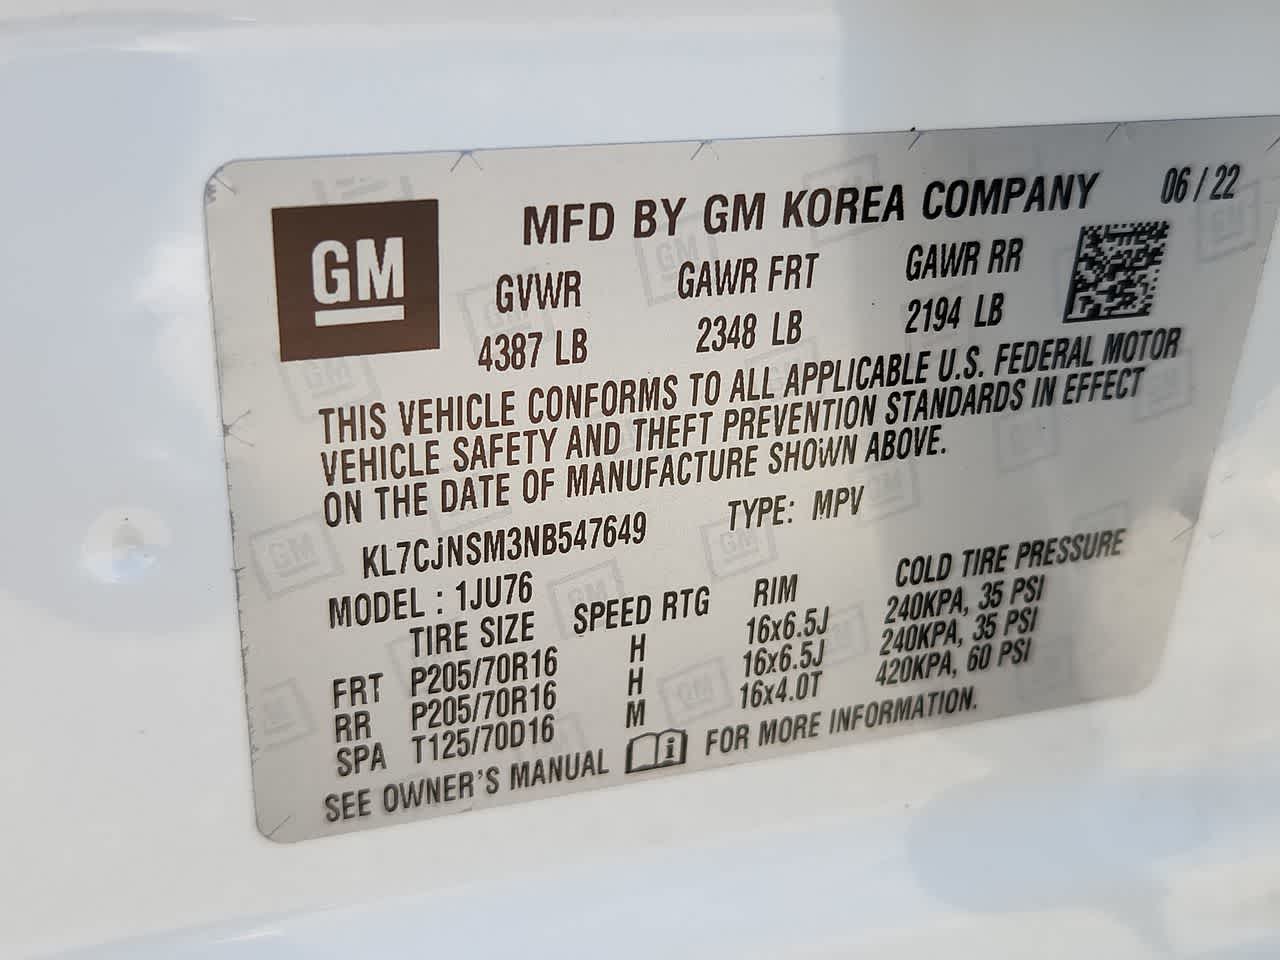 GM
MFD BY GM KOREA COMPANY 06 / 22
GVWR GAWR FRT GAWR RR
4387 LB 2348 LB 2194 LB
THIS VEHICLE CONFORMS TO ALL APPLICABLE U.S. FEDERAL MOTOR
VEHICLE SAFETY AND THEFT PREVENTION STANDARDS IN EFFECT
ON THE DATE OF MANUFACTURE SHOWN ABOVE.
KL7CJNSM3NB547649 TYPE: MPV
MODEL : 1JU76
TIRE SIZE SPEED RTG RIM COLD TIRE PRESSURE
FRT P205/70R16 H 16x6.5J 240KPA, 35 PSI
RR P205/70R16 H 16x6.5J 240KPA, 35 PSI
SPA T125/70D16 M 16x4.0T 420KPA, 60 PSI
SEE OWNER'S MANUAL i FOR MORE INFORMATION.